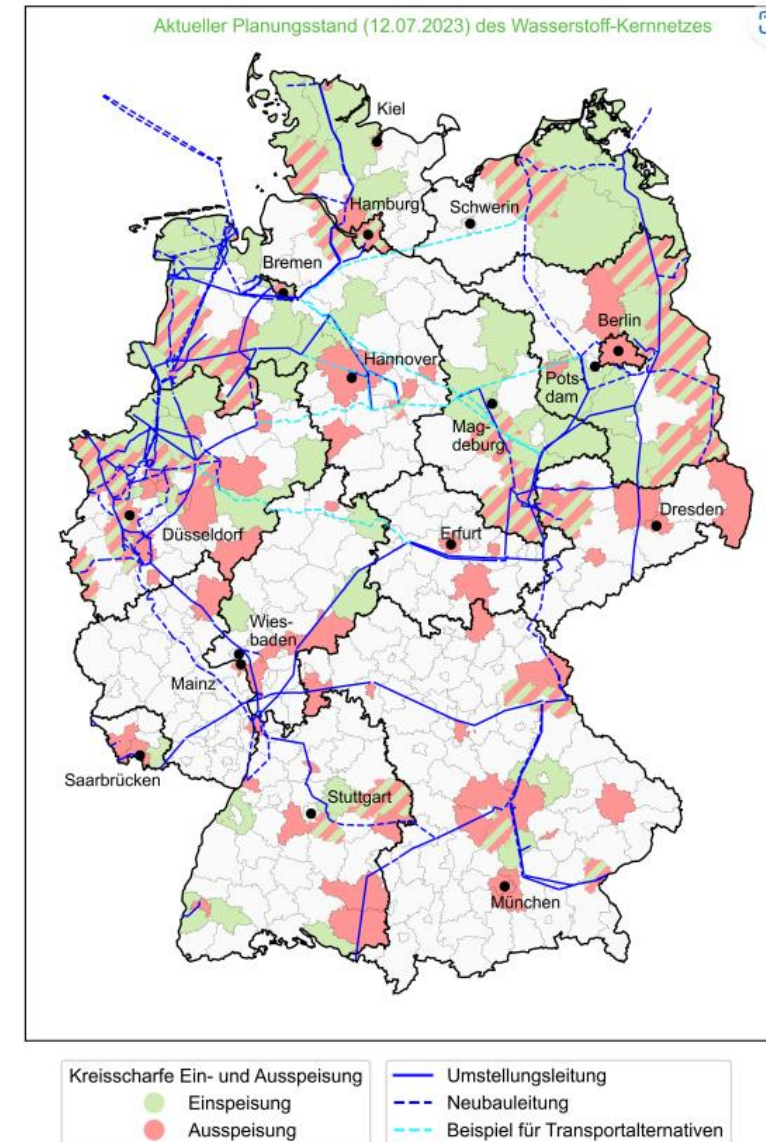 Aktueller Planungsstand (12.07.2023) des Wasserstoff-Kernnetzes
Kiel
Hamburg
Schwerin
Bremen
Berlin
Hannover
Pots-
dam
Mag-
deburg
Düsseldorf
Erfurt
Dresden
Wies-
baden
Mainz
Saarbrücken
Stuttgart
München
Kreisscharfe Ein- und Ausspeisung
Einspeisung
Ausspeisung
Umstellungsleitung
Neubauleitung
Beispiel für Transportalternativen